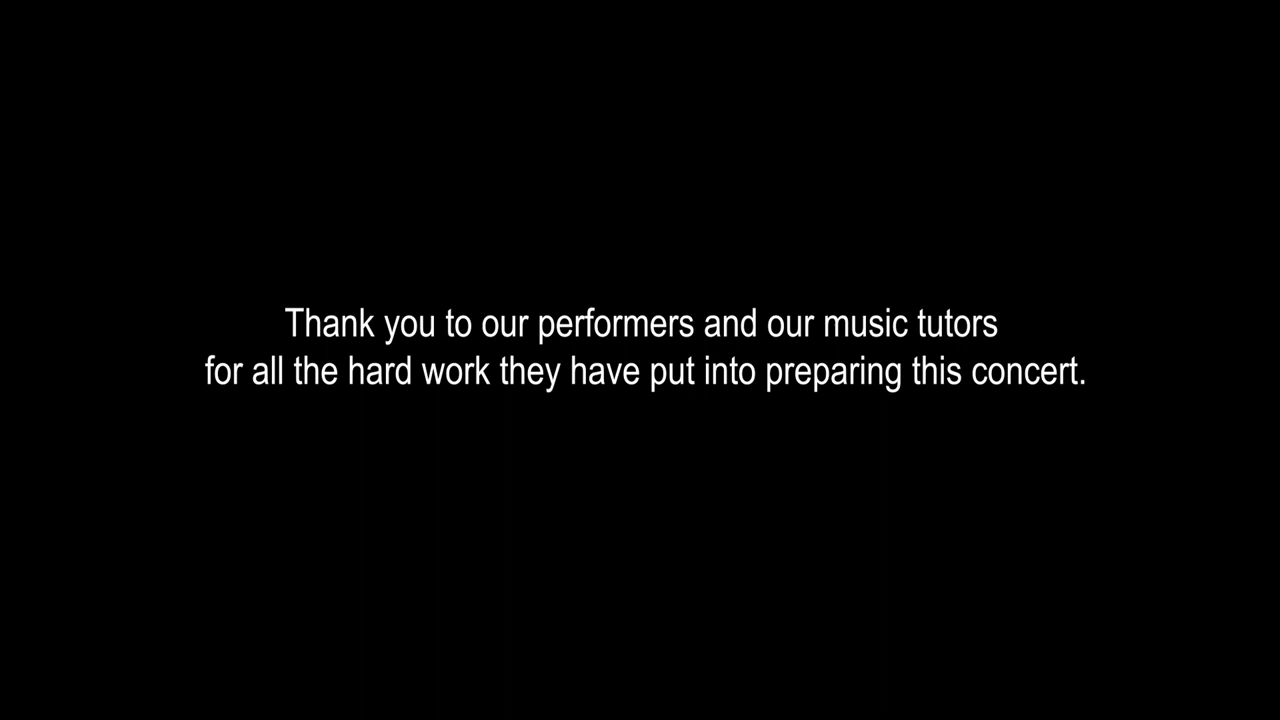 Thank you to our performers and our music tutors
for all the hard work they have put into preparing this concert.